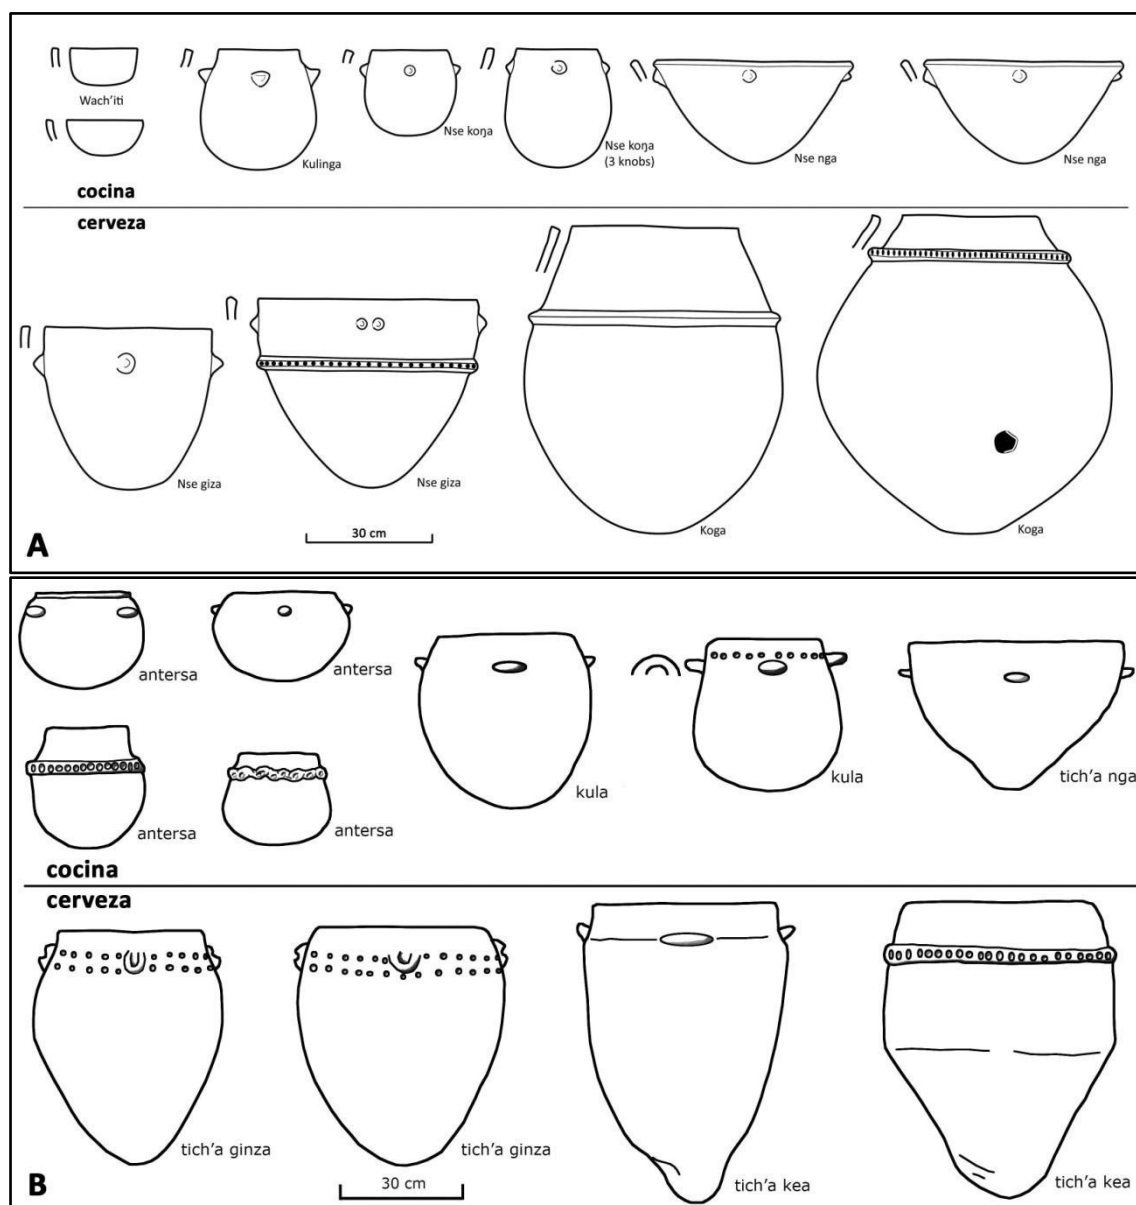 Wach'iti
Kulinga
Nse koŋa
Nse koŋa
(3 knobs)
Nse nga
Nse nga
cocina
cerveza
Nse giza
Nse giza
Koga
Koga
30 cm
A
antersa
antersa
antersa
antersa
kula
kula
tich'a nga
cocina
cerveza
tich'a ginza
tich'a ginza
tich'a kea
tich'a kea
30 cm
B